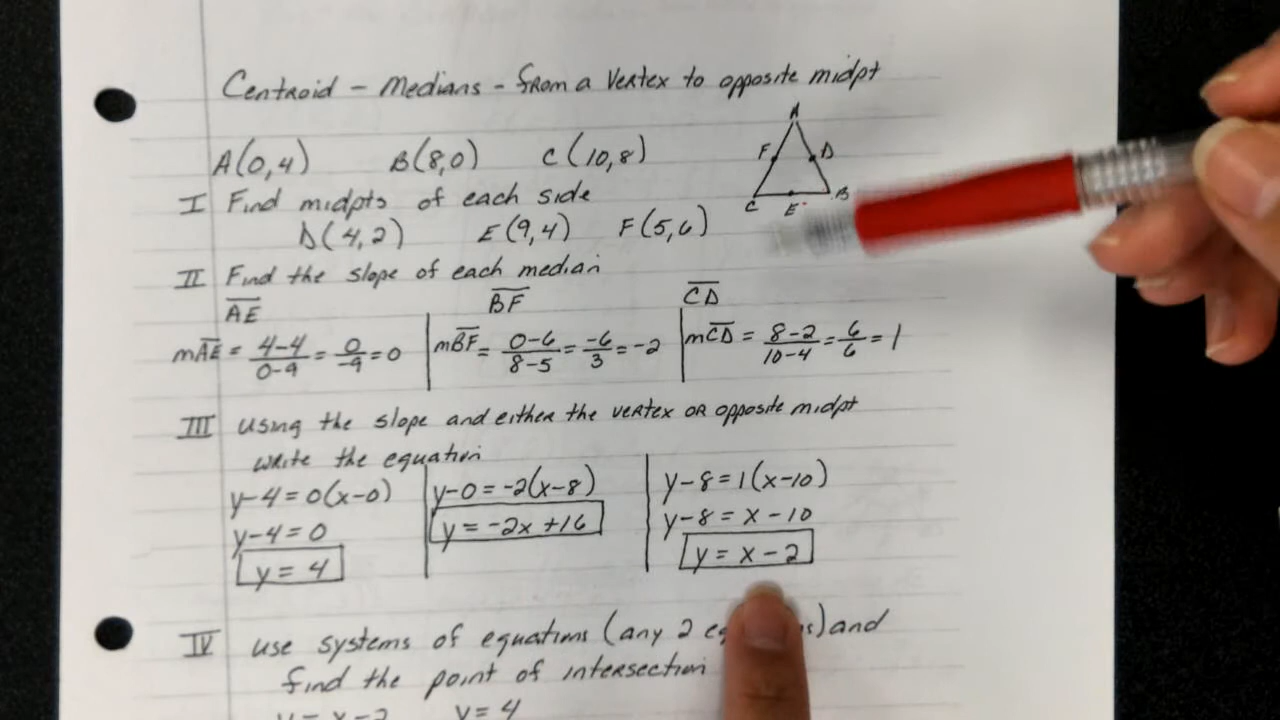 Centroid - Medians - from a vertex to opposite midpt
A(0,4) B(8,0) C(10,8)
A
F D
C E B
I Find midpts of each side
D(4,2) E(9,4) F(5,6)
II Find the slope of each median
AE BF CD
mAE = 4-4/0-9 = 0/-9 = 0 mBF = 0-6/8-5 = -6/3 = -2 mCD = 8-2/10-4 = 6/6 = 1
III using the slope and either the vertex or opposite midpt
write the equation
y-4=0(x-0) y-0=-2(x-8) y-8=1(x-10)
y-4=0 y=-2x+16 y-8=x-10
y=4 y=x-2
IV use systems of equations (any 2 and
find the point of intersection
y=x-2 y=4